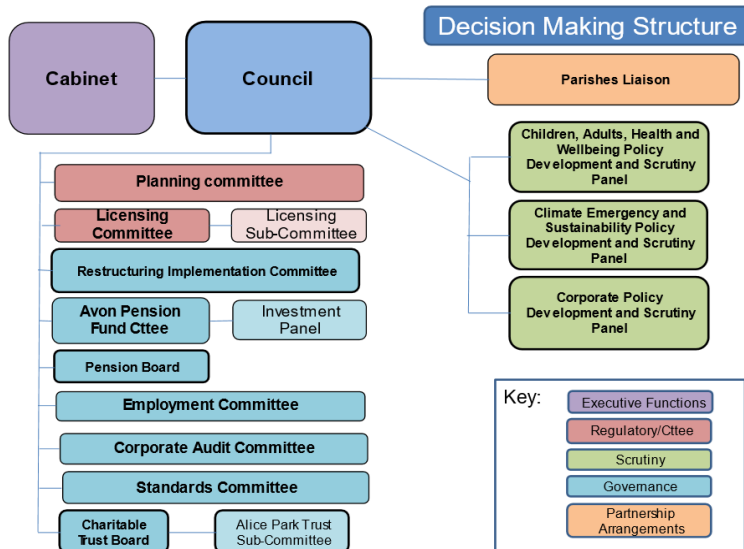 Decision Making Structure
Cabinet
Council
Parishes Liaison
Children, Adults, Health and
Wellbeing Policy
Development and Scrutiny
Panel
Climate Emergency and
Sustainability Policy
Development and Scrutiny
Panel
Corporate Policy
Development and Scrutiny
Panel
Planning committee
Licensing
Committee
Licensing
Sub-Committee
Restructuring Implementation Committee
Avon Pension
Fund Cttee
Investment
Panel
Pension Board
Employment Committee
Corporate Audit Committee
Standards Committee
Charitable
Trust Board
Alice Park Trust
Sub-Committee
Key:
Executive Functions
Regulatory/Cttee
Scrutiny
Governance
Partnership
Arrangements